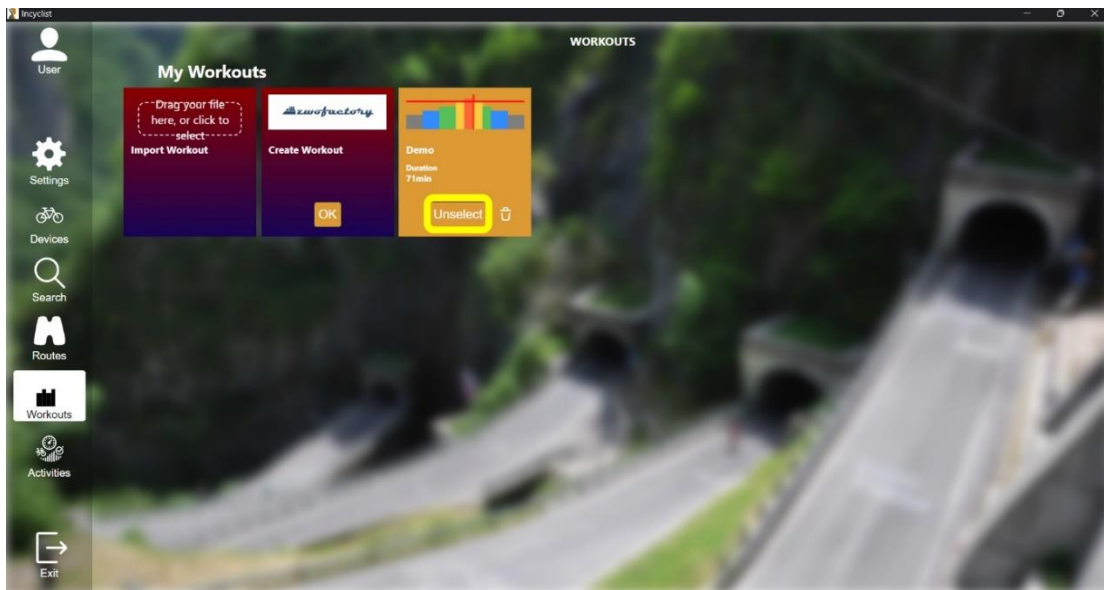 Incyclist
WORKOUTS
User
My Workouts
Drag your file
here, or click to
select
Import Workout
zwofactory
Create Workout
OK
Demo
Duration
71min
Unselect
Settings
Devices
Search
Routes
Workouts
Activities
Exit